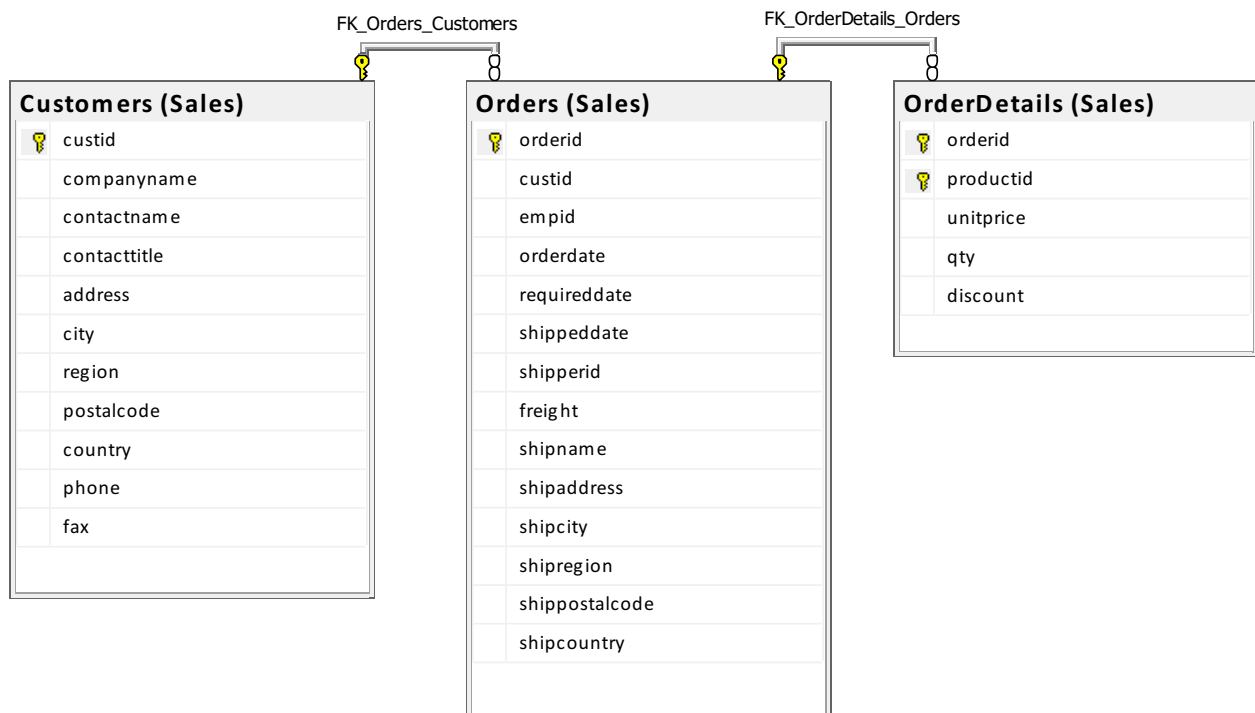 FK_Orders_Customers
FK_OrderDetails_Orders
Customers (Sales)
custid
companyname
contactname
contacttitle
address
city
region
postalcode
country
phone
fax
Orders (Sales)
orderid
custid
empid
orderdate
requireddate
shippeddate
shipperid
freight
shipname
shipaddress
shipcity
shipregion
shippostalcode
shipcountry
OrderDetails (Sales)
orderid
productid
unitprice
qty
discount